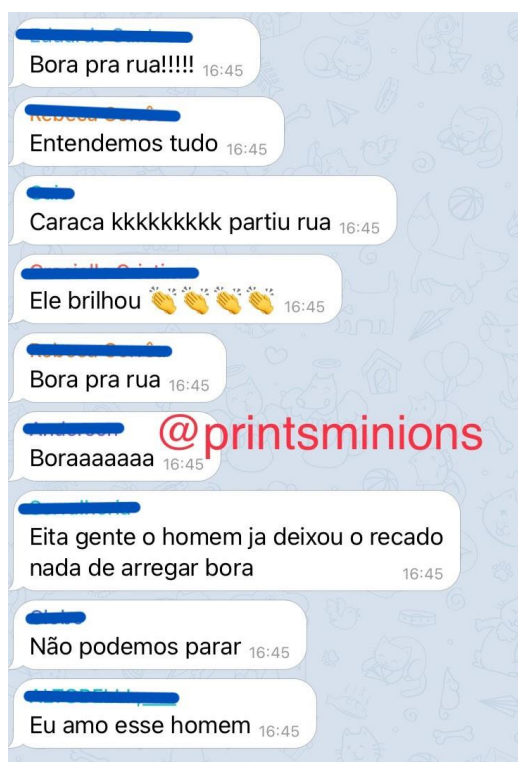 Bora pra rua!!!!! 16:45
Entendemos tudo 16:45
Caraca kkkkkkkkk partiu rua 16:45
Ele brilhou 👏👏👏👏 16:45
Bora pra rua 16:45
@printsminions
Boraaaaaaa 16:45
Eita gente o homem ja deixou o recado
nada de arregar bora 16:45
Não podemos parar 16:45
Eu amo esse homem 16:45